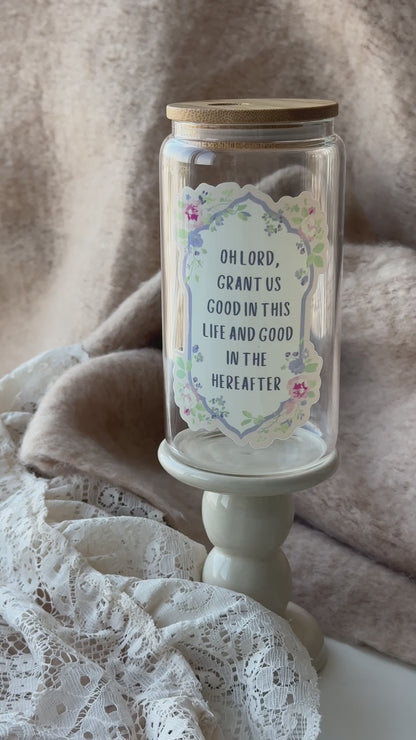 OH LORD,
GRANT US
GOOD IN THIS
LIFE AND GOOD
IN THE
HEREAFTER